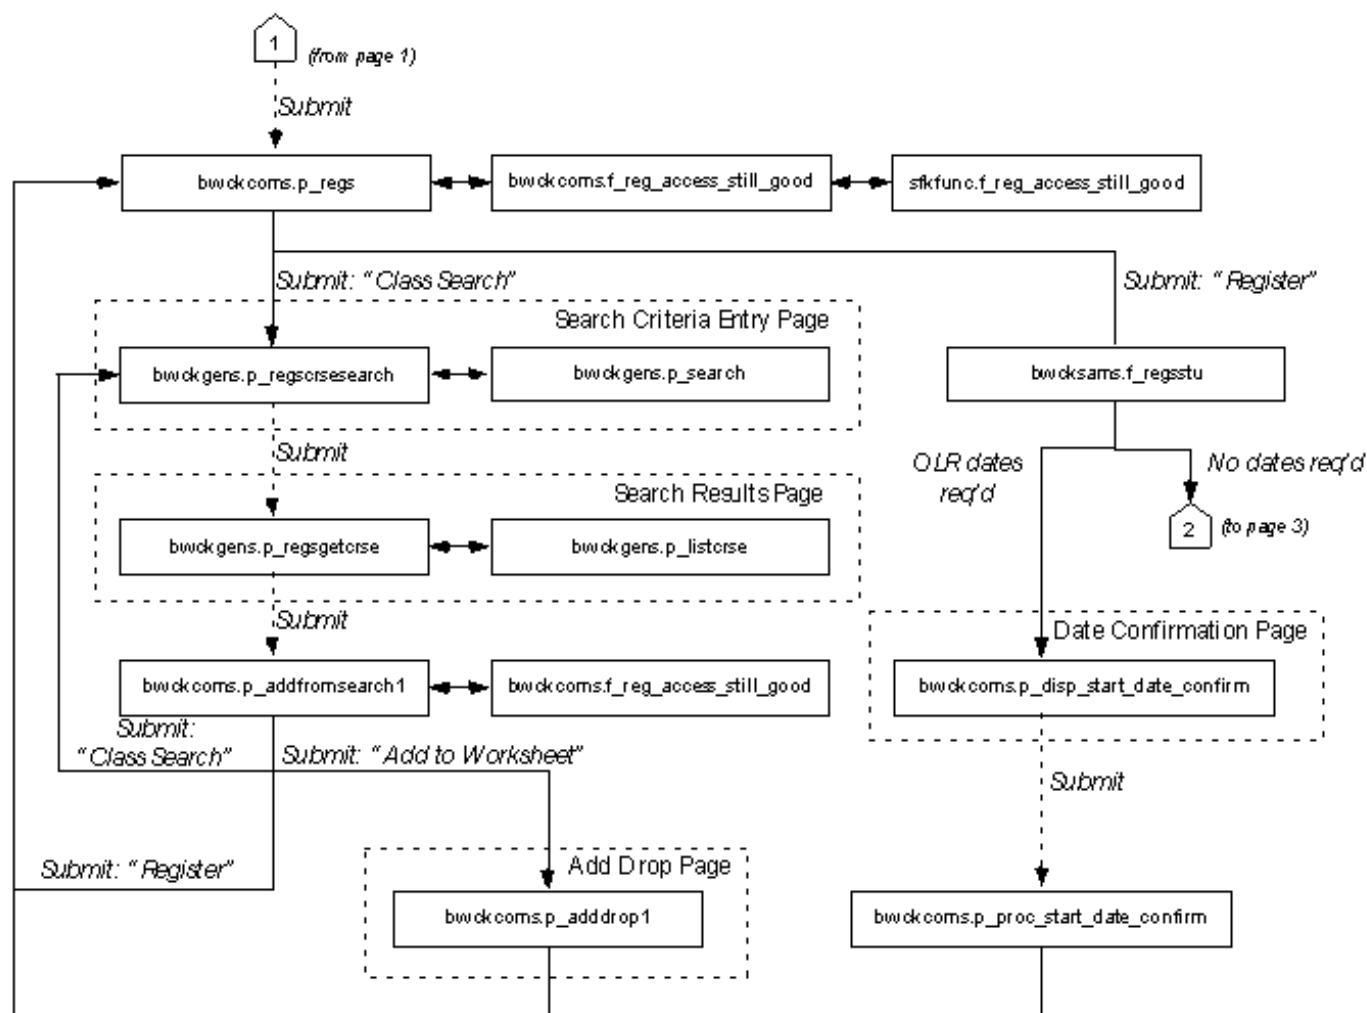 1
(from page 1)
Submit
bwckcoms.p_regs
bwckcoms.f_reg_access_still_good
sfkfunc.f_reg_access_still_good
Submit: "Class Search"
Submit: "Register"
Search Criteria Entry Page
bwckgens.p_regscrsesearch
bwckgens.p_search
bwcksams.f_regsstu
Submit
OLR dates
req'd
No dates req'd
Search Results Page
2
(to page 3)
bwckgens.p_regsgetcrse
bwckgens.p_listcrse
Submit
Date Confirmation Page
bwckcoms.p_addfromsearch1
bwckcoms.f_reg_access_still_good
bwckcoms.p_disp_start_date_confirm
Submit:
"Class Search"
Submit: "Add to Worksheet"
Submit
Submit: "Register"
Add Drop Page
bwckcoms.p_adddrop1
bwckcoms.p_proc_start_date_confirm